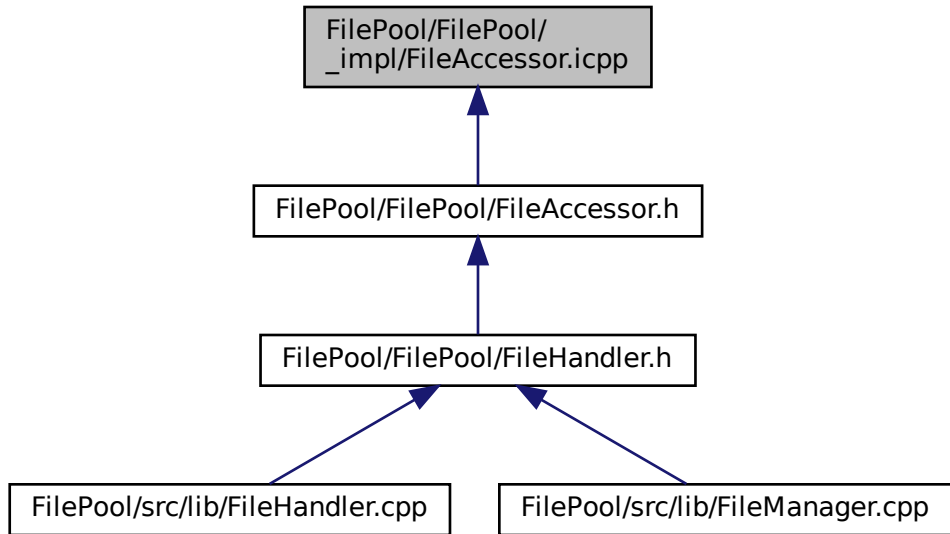 FilePool/FilePool/
_impl/FileAccessor.icpp
FilePool/FilePool/FileAccessor.h
FilePool/FilePool/FileHandler.h
FilePool/src/lib/FileHandler.cpp
FilePool/src/lib/FileManager.cpp